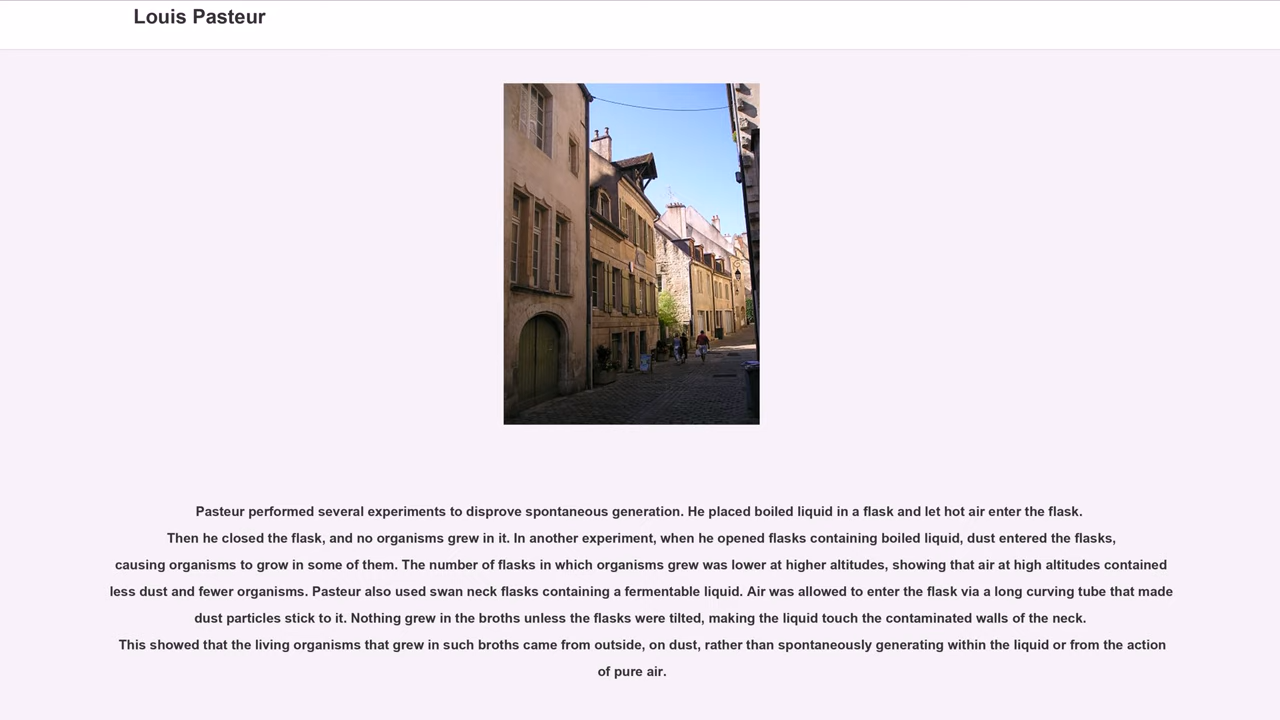 Louis Pasteur
Pasteur performed several experiments to disprove spontaneous generation. He placed boiled liquid in a flask and let hot air enter the flask.
Then he closed the flask, and no organisms grew in it. In another experiment, when he opened flasks containing boiled liquid, dust entered the flasks,
causing organisms to grow in some of them. The number of flasks in which organisms grew was lower at higher altitudes, showing that air at high altitudes contained
less dust and fewer organisms. Pasteur also used swan neck flasks containing a fermentable liquid. Air was allowed to enter the flask via a long curving tube that made
dust particles stick to it. Nothing grew in the broths unless the flasks were tilted, making the liquid touch the contaminated walls of the neck.
This showed that the living organisms that grew in such broths came from outside, on dust, rather than spontaneously generating within the liquid or from the action
of pure air.